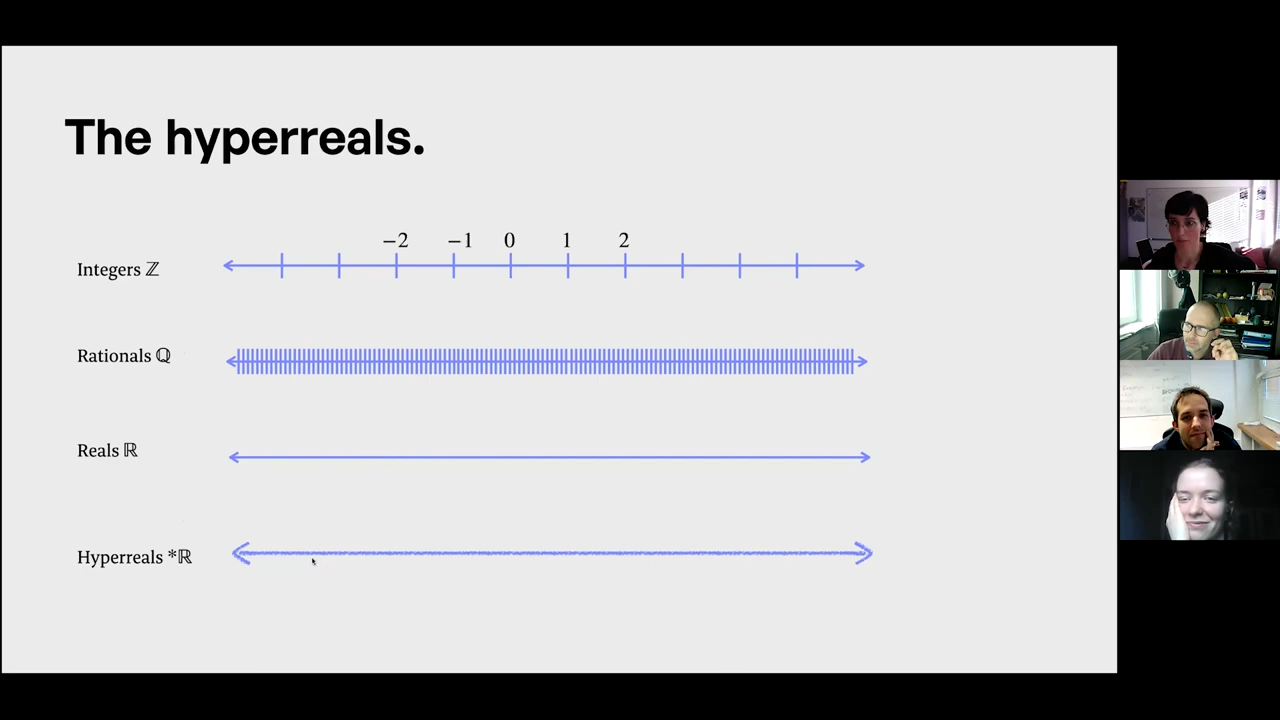 The hyperreals.
−2 −1 0 1 2
Integers ℤ
Rationals ℚ
Reals ℝ
Hyperreals *ℝ